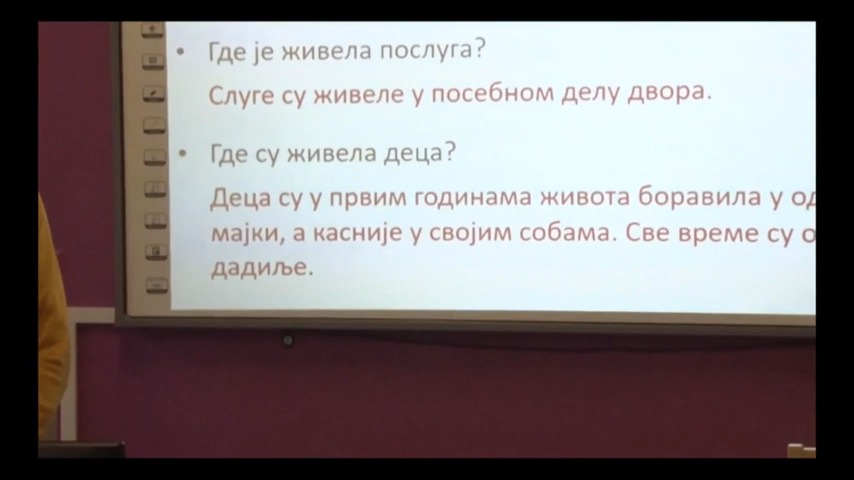 • Где је живела послуга?
Слуге су живеле у посебном делу двора.
• Где су живела деца?
Деца су у првим годинама живота боравила у
мајки, а касније у својим собама. Све време су
дадиље.